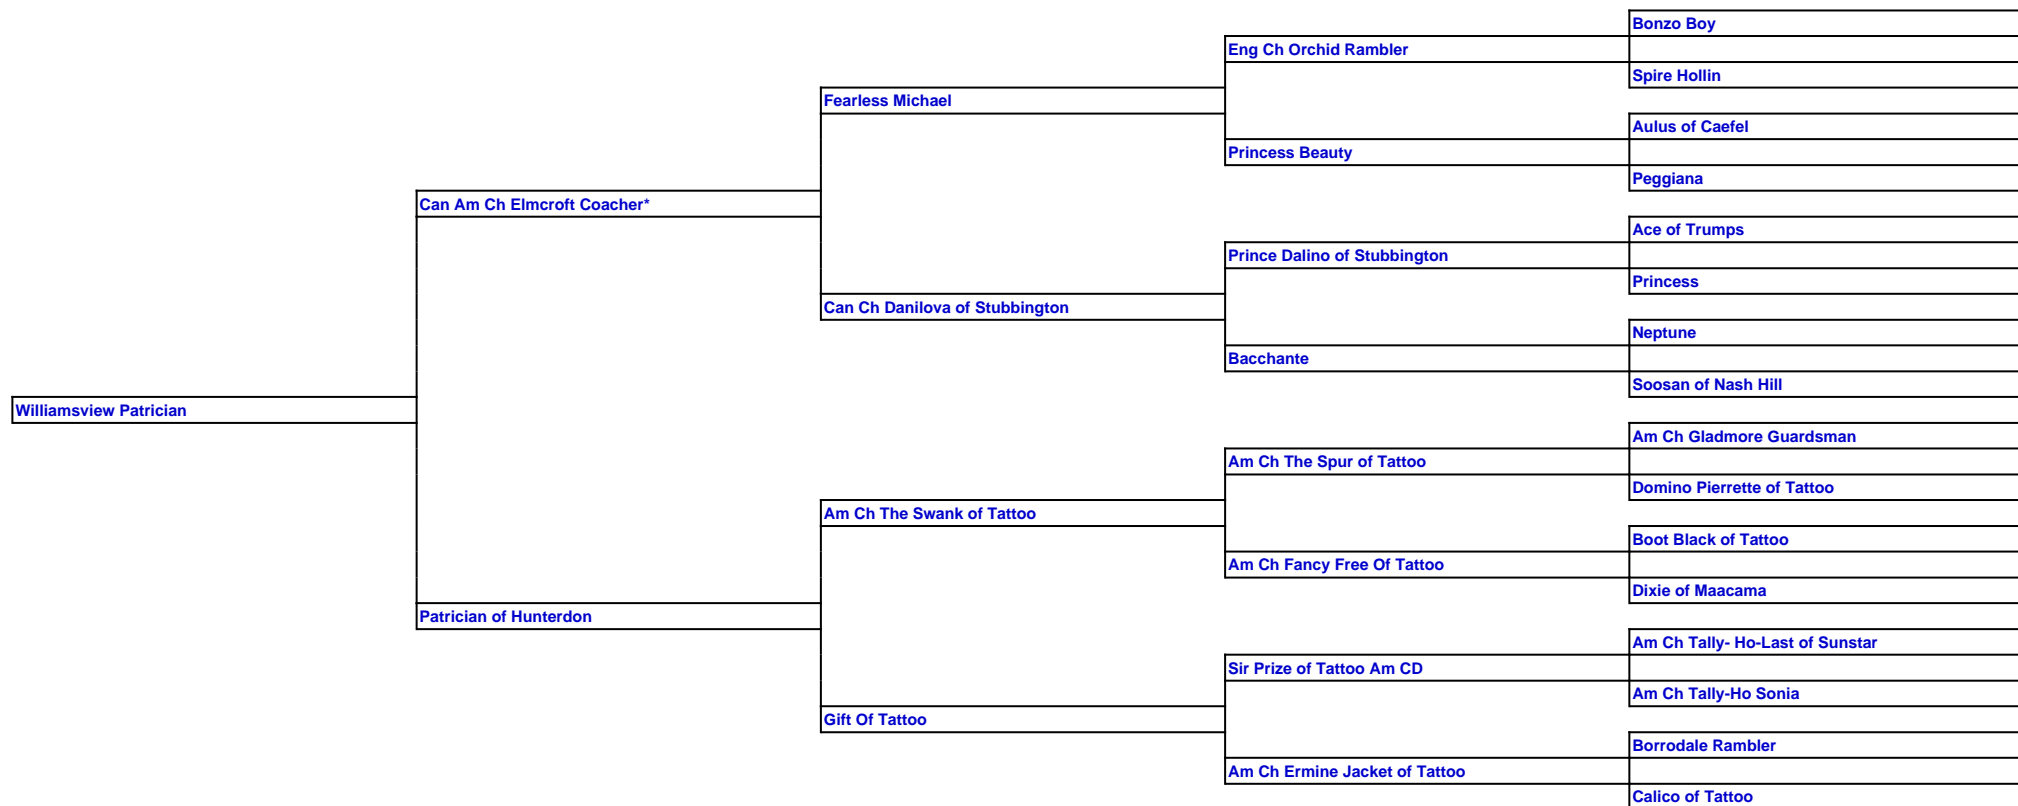 Bonzo Boy
Eng Ch Orchid Rambler
Spire Hollin
Fearless Michael
Aulus of Caefel
Princess Beauty
Peggiana
Can Am Ch Elmcroft Coacher*
Ace of Trumps
Prince Dalino of Stubbington
Princess
Can Ch Danilova of Stubbington
Neptune
Bacchante
Soosan of Nash Hill
Williamsview Patrician
Am Ch Gladmore Guardsman
Am Ch The Spur of Tattoo
Domino Pierrette of Tattoo
Am Ch The Swank of Tattoo
Boot Black of Tattoo
Am Ch Fancy Free Of Tattoo
Dixie of Maacama
Patrician of Hunterdon
Am Ch Tally- Ho-Last of Sunstar
Sir Prize of Tattoo Am CD
Am Ch Tally-Ho Sonia
Gift Of Tattoo
Borrodale Rambler
Am Ch Ermine Jacket of Tattoo
Calico of Tattoo